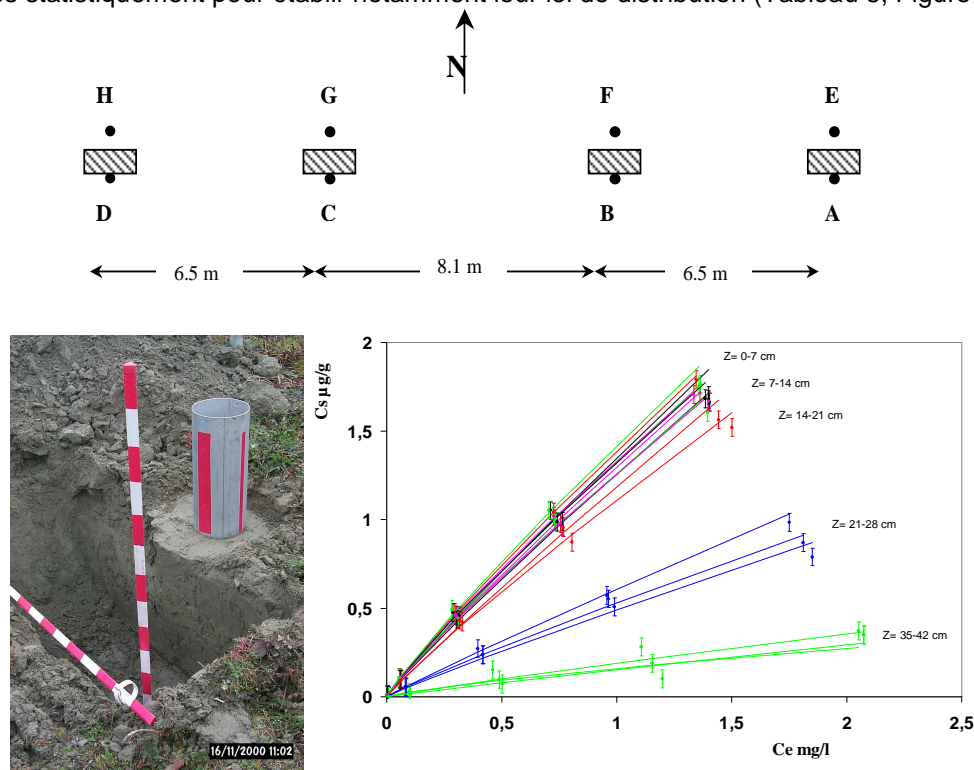 es statistiquement pour établir notamment leur loi de distribution (Tableau 3, Figure
N
H G F E
D C B A
6.5 m 8.1 m 6.5 m
Cs µg/g
2
1,5
1
0,5
0
Z= 0-7 cm
Z= 7-14 cm
Z= 14-21 cm
Z= 21-28 cm
Z= 35-42 cm
0 0,5 1 1,5 2 2,5
Ce mg/l
16/11/2000 11:02